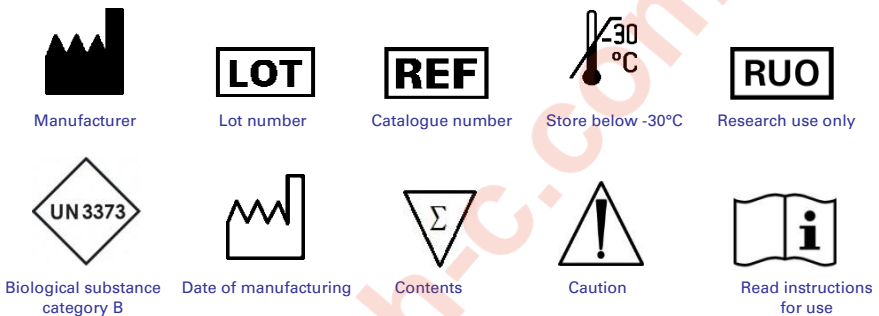 LOT
REF
-30
°C
RUO
Manufacturer
Lot number
Catalogue number
Store below -30°C
Research use only
UN 3373
Σ
i
Biological substance
category B
Date of manufacturing
Contents
Caution
Read instructions
for use
h-c.com